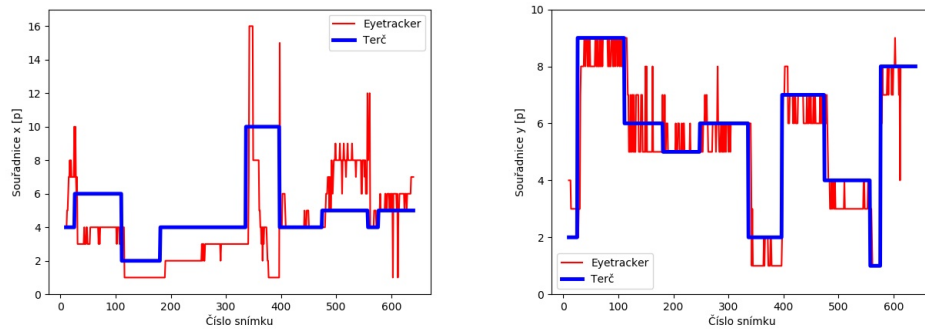 Souřadnice x [p]
16
14
12
10
8
6
4
2
0
Eyetracker
Terč
0 100 200 300 400 500 600
Číslo snímku
Souřadnice y [p]
10
8
6
4
2
0
Eyetracker
Terč
0 100 200 300 400 500 600
Číslo snímku